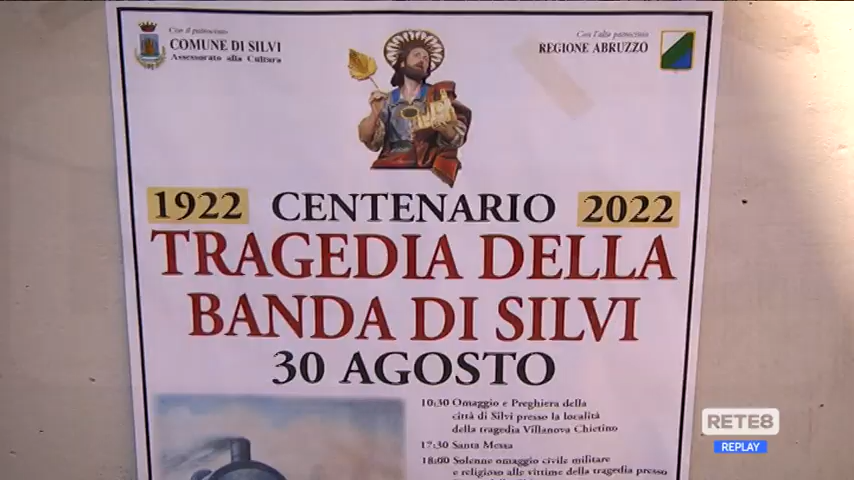 Con il patrocinio
COMUNE DI SILVI
Assessorato alla Cultura
Con l'alto patrocinio
REGIONE ABRUZZO
1922 CENTENARIO 2022
TRAGEDIA DELLA
BANDA DI SILVI
30 AGOSTO
10:30 Omaggio e Preghiera della
città di Silvi presso la località
della tragedia Villanova Chietino
17:30 Santa Messa
18:00 Solenne omaggio civile militare
e religioso alle vittime della tragedia presso
RETE8
REPLAY